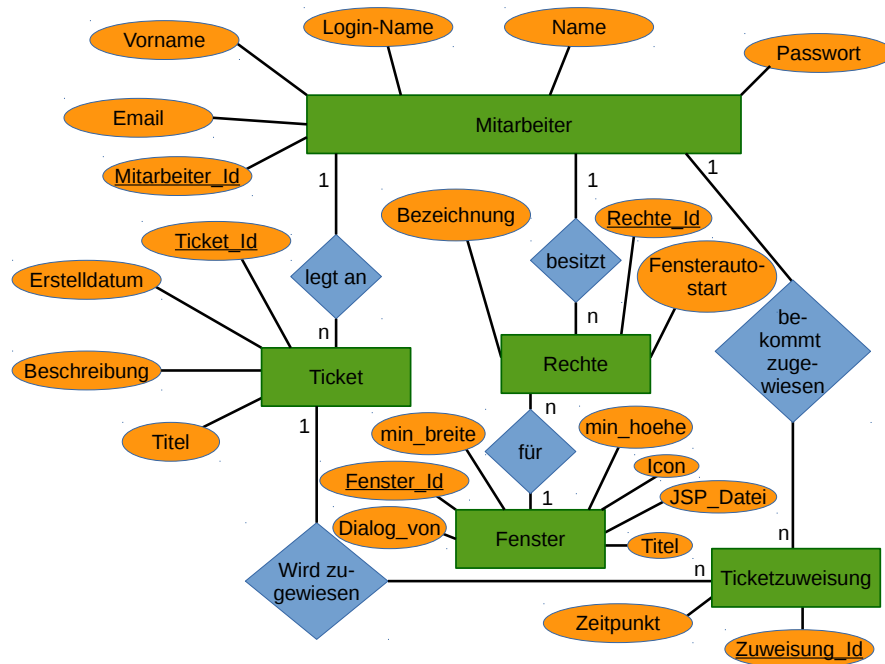 Vorname
Login-Name
Name
Passwort
Email
Mitarbeiter
Mitarbeiter_Id
1
1
1
Bezeichnung
Rechte_Id
Ticket_Id
Erstelldatum
legt an
besitzt
Fensterauto-
start
n
n
be-
kommt
zuge-
wiesen
Beschreibung
Ticket
Rechte
Titel
1
n
min_breite
min_hoehe
für
Icon
Fenster_Id
1
JSP_Datei
Dialog_von
Fenster
Titel
n
Wird zu-
gewiesen
n
Ticketzuweisung
Zeitpunkt
Zuweisung_Id